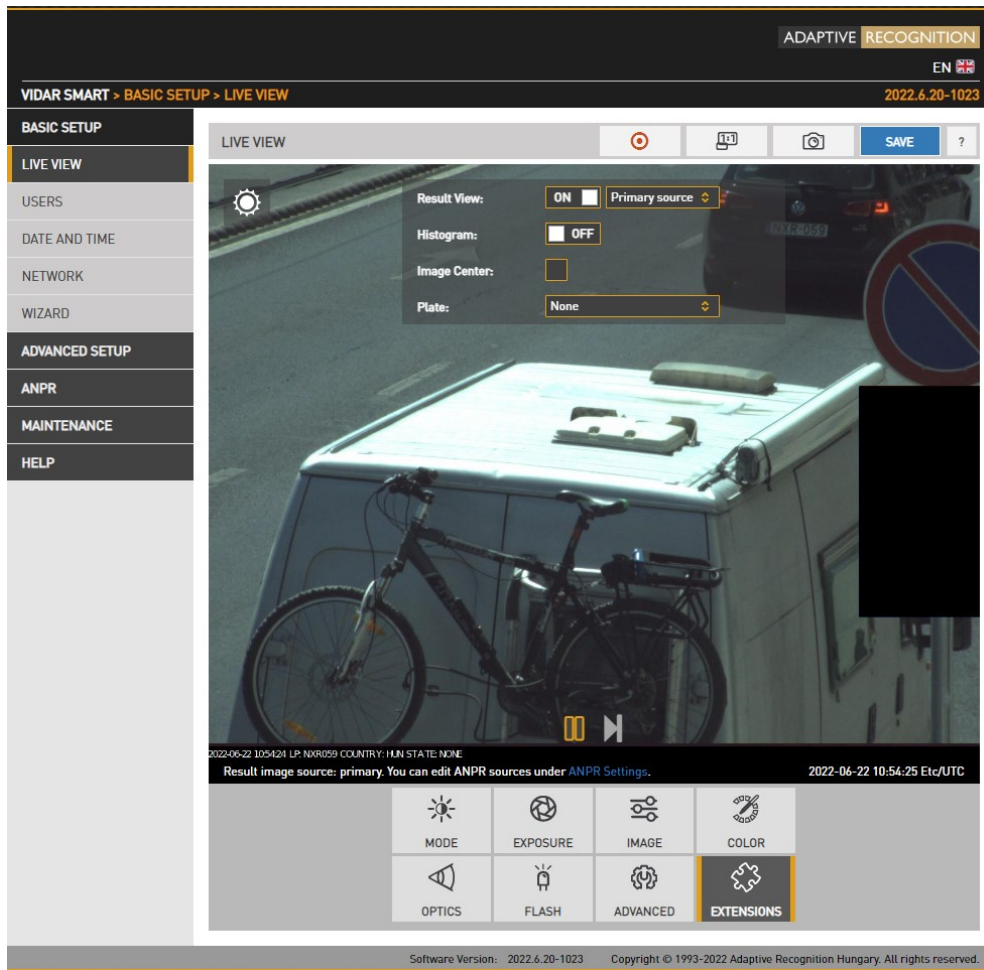 ADAPTIVE RECOGNITION
EN
VIDAR SMART > BASIC SETUP > LIVE VIEW 2022.6.20-1023
BASIC SETUP
LIVE VIEW
USERS
DATE AND TIME
NETWORK
WIZARD
ADVANCED SETUP
ANPR
MAINTENANCE
HELP
LIVE VIEW 1:1 SAVE ?
Result View: ON Primary source
Histogram: OFF
Image Center:
Plate: None
NXR-059
2022-06-22 10:54:24 LP: NXR059 COUNTRY: HUN STATE: NONE
Result image source: primary. You can edit ANPR sources under ANPR Settings. 2022-06-22 10:54:25 Etc/UTC
MODE EXPOSURE IMAGE COLOR
OPTICS FLASH ADVANCED EXTENSIONS
Software Version: 2022.6.20-1023 Copyright © 1993-2022 Adaptive Recognition Hungary. All rights reserved.